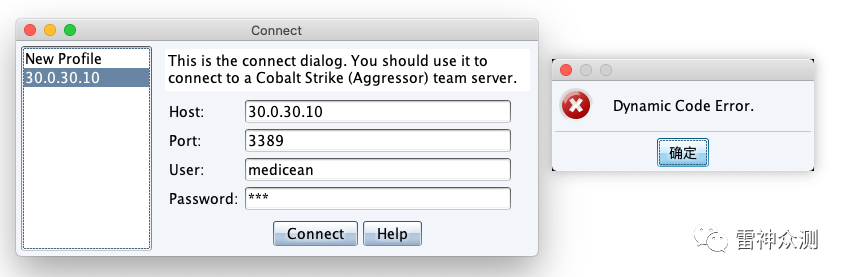 Connect
New Profile
30.0.30.10
This is the connect dialog. You should use it to
connect to a Cobalt Strike (Aggressor) team server.
Host:
30.0.30.10
Port:
3389
User:
medicean
Password:
***
Connect
Help
Dynamic Code Error.
确定
雷神众测